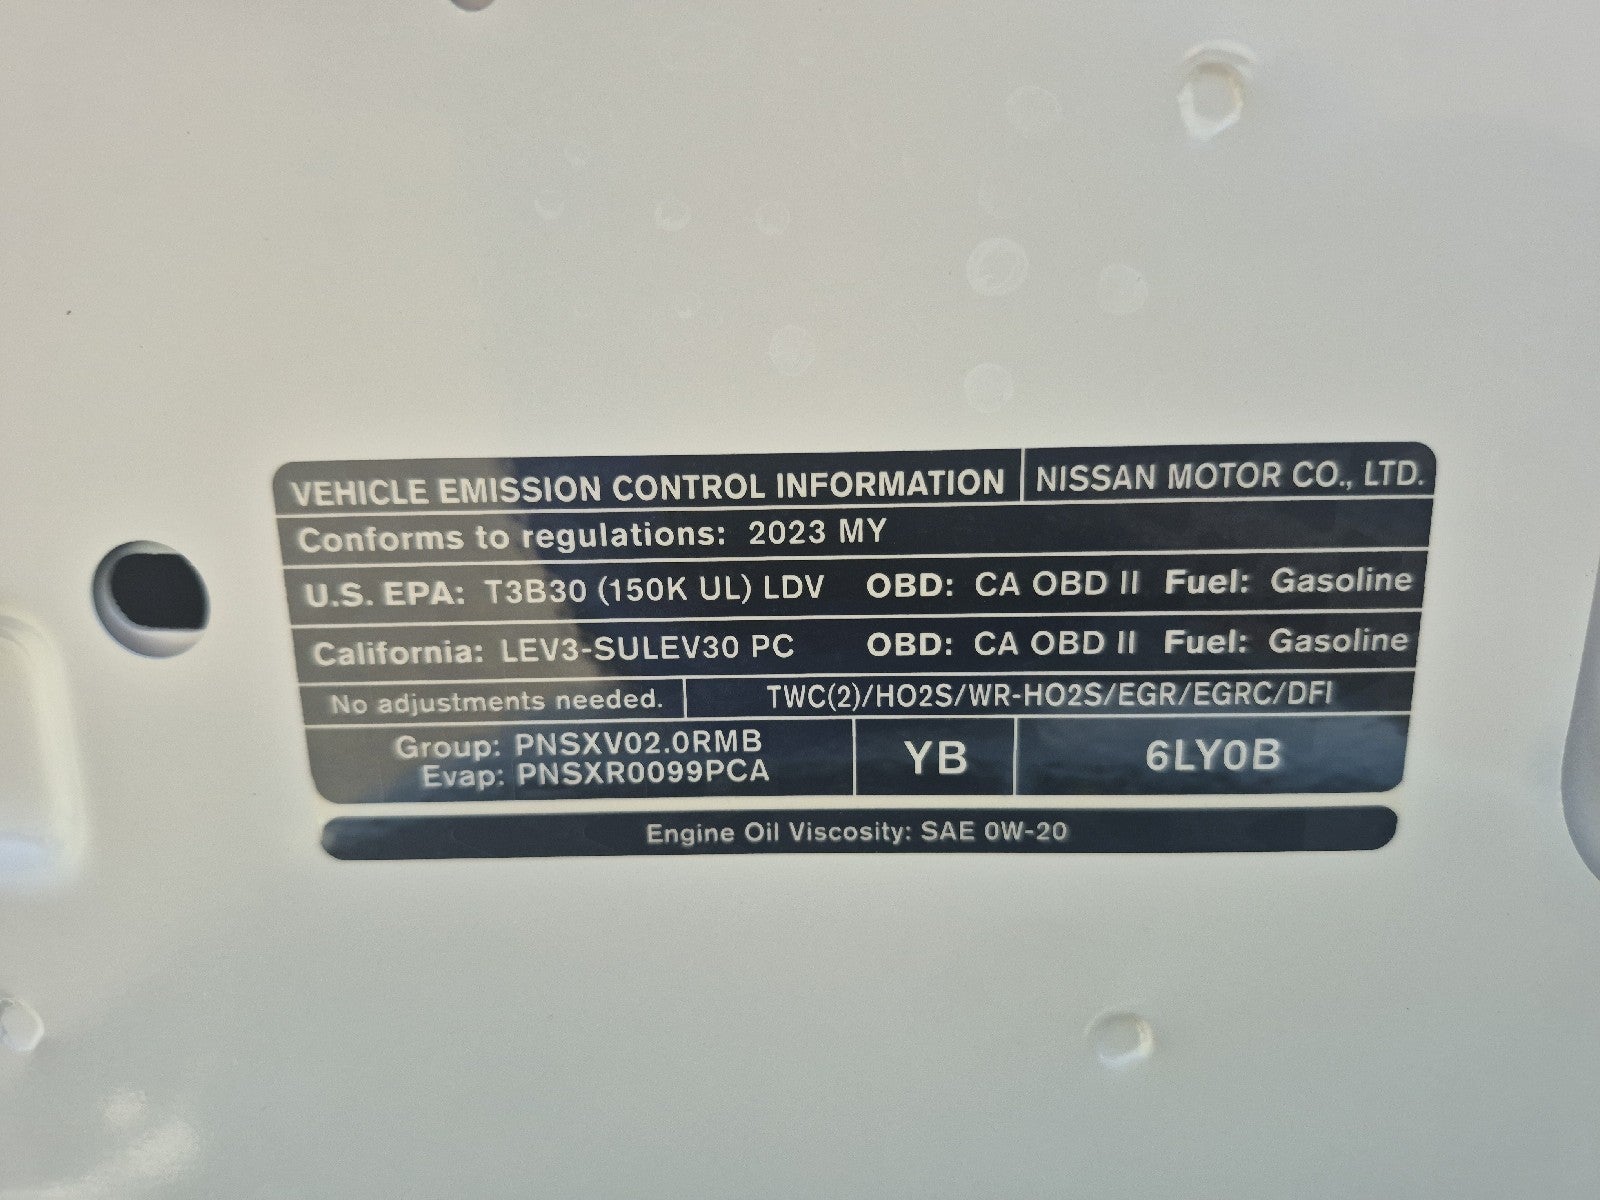 VEHICLE EMISSION CONTROL INFORMATION NISSAN MOTOR CO., LTD.
Conforms to regulations: 2023 MY
U.S. EPA: T3B30 (150K UL) LDV OBD: CA OBD II Fuel: Gasoline
California: LEV3-SULEV30 PC OBD: CA OBD II Fuel: Gasoline
No adjustments needed. TWC(2)/HO2S/WR-HO2S/EGR/EGRC/DFI
Group: PNSXV02.0RMB
Evap: PNSXR0099PCA
YB
6LY0B
Engine Oil Viscosity: SAE 0W-20